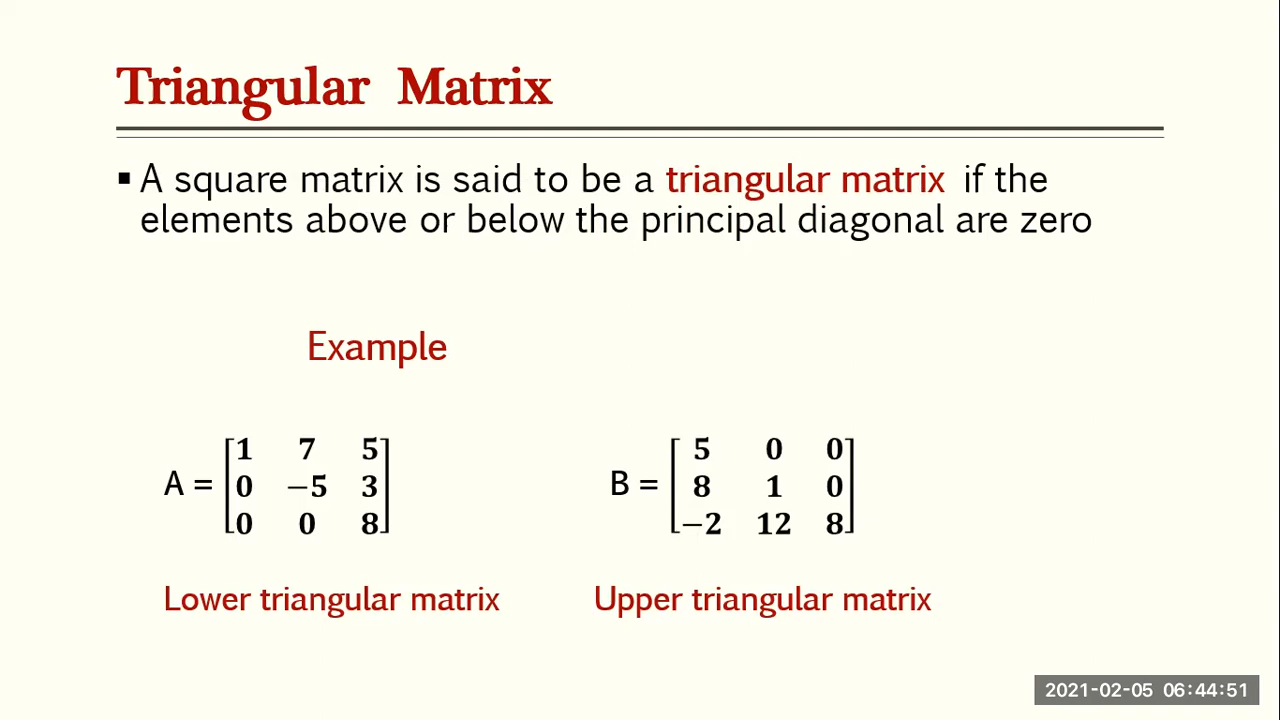 Triangular Matrix
▪ A square matrix is said to be a triangular matrix if the
elements above or below the principal diagonal are zero
Example
A = [1 7 5
0 −5 3
0 0 8]
B = [5 0 0
8 1 0
−2 12 8]
Lower triangular matrix
Upper triangular matrix
2021-02-05 06:44:51